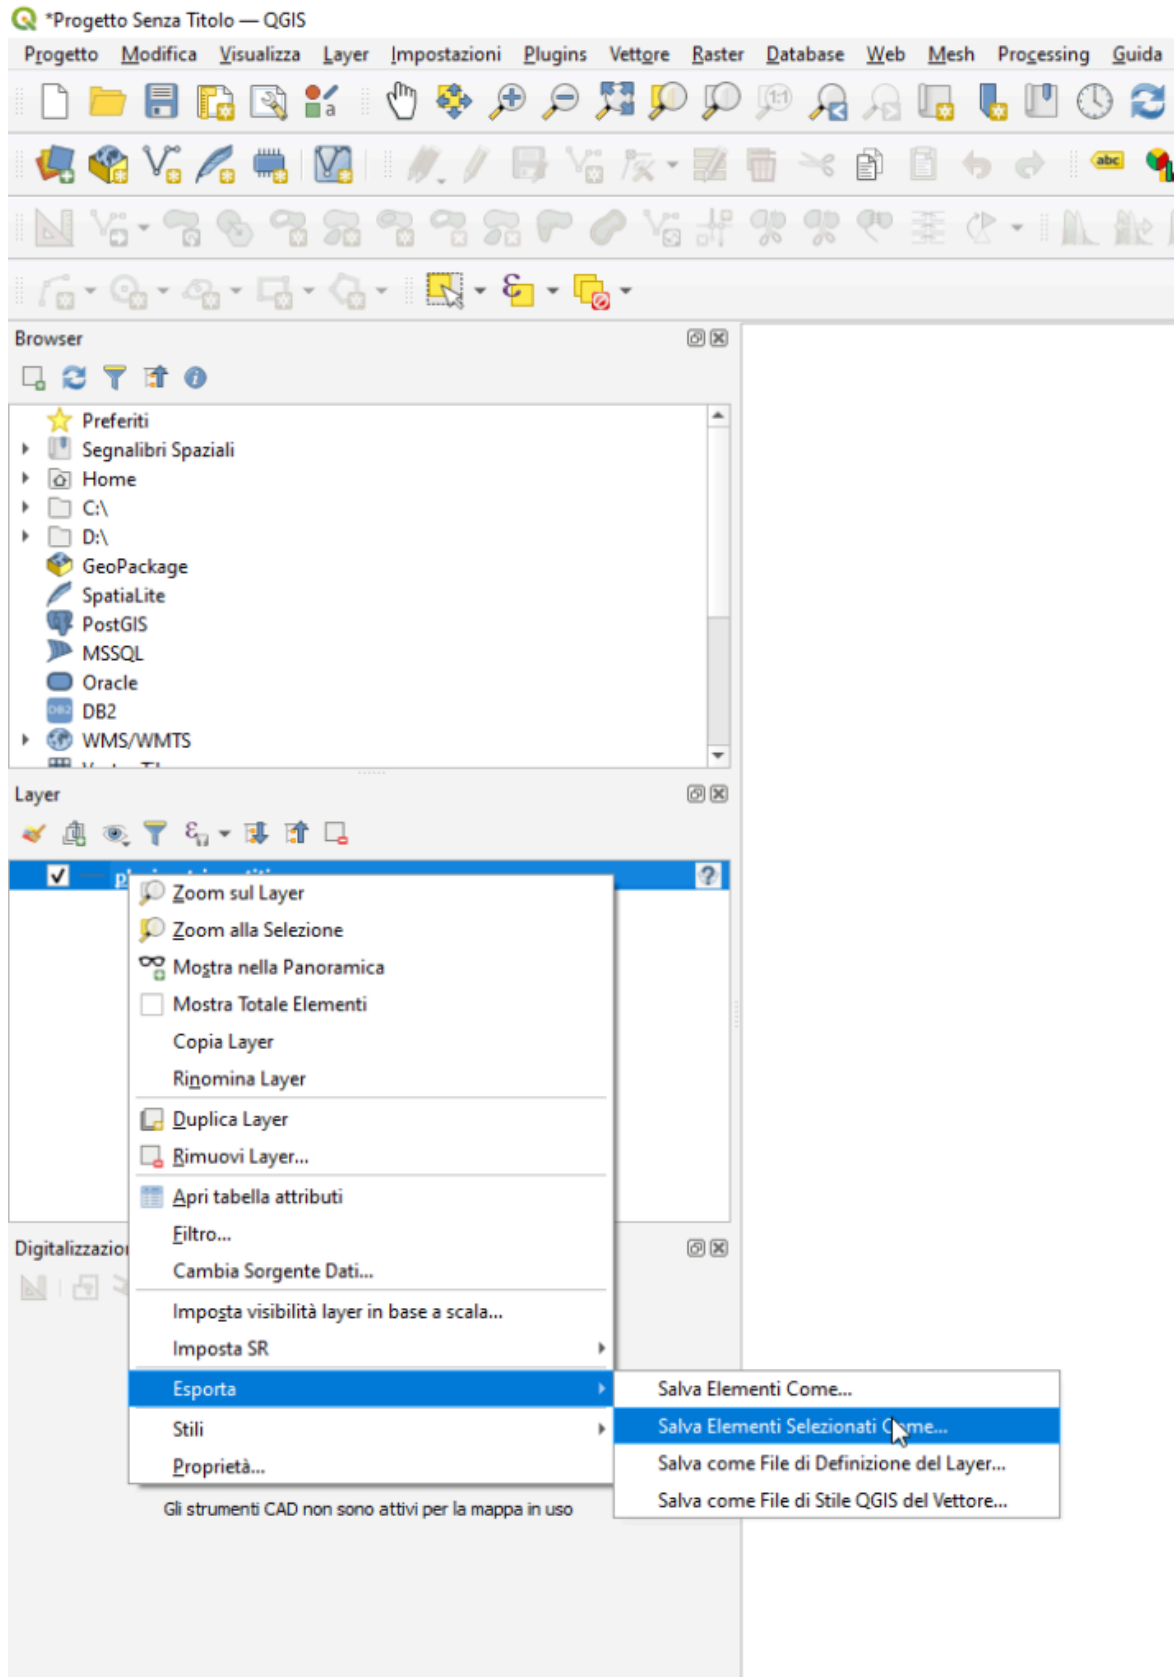 *Progetto Senza Titolo — QGIS
Progetto Modifica Visualizza Layer Impostazioni Plugins Vettore Raster Database Web Mesh Processing Guida
a
1:1
abc
Browser
Preferiti
Segnalibri Spaziali
Home
C:\
D:\
GeoPackage
SpatiaLite
PostGIS
MSSQL
Oracle
DB2 DB2
WMS/WMTS
Layer
Zoom sul Layer
Zoom alla Selezione
Mostra nella Panoramica
Mostra Totale Elementi
Copia Layer
Rinomina Layer
Duplica Layer
Rimuovi Layer...
Apri tabella attributi
Filtro...
Digitalizzazio
Cambia Sorgente Dati...
Imposta visibilità layer in base a scala...
Imposta SR
Esporta
Salva Elementi Come...
Stili
Salva Elementi Selezionati Come...
Proprietà...
Salva come File di Definizione del Layer...
Salva come File di Stile QGIS del Vettore...
Gli strumenti CAD non sono attivi per la mappa in uso